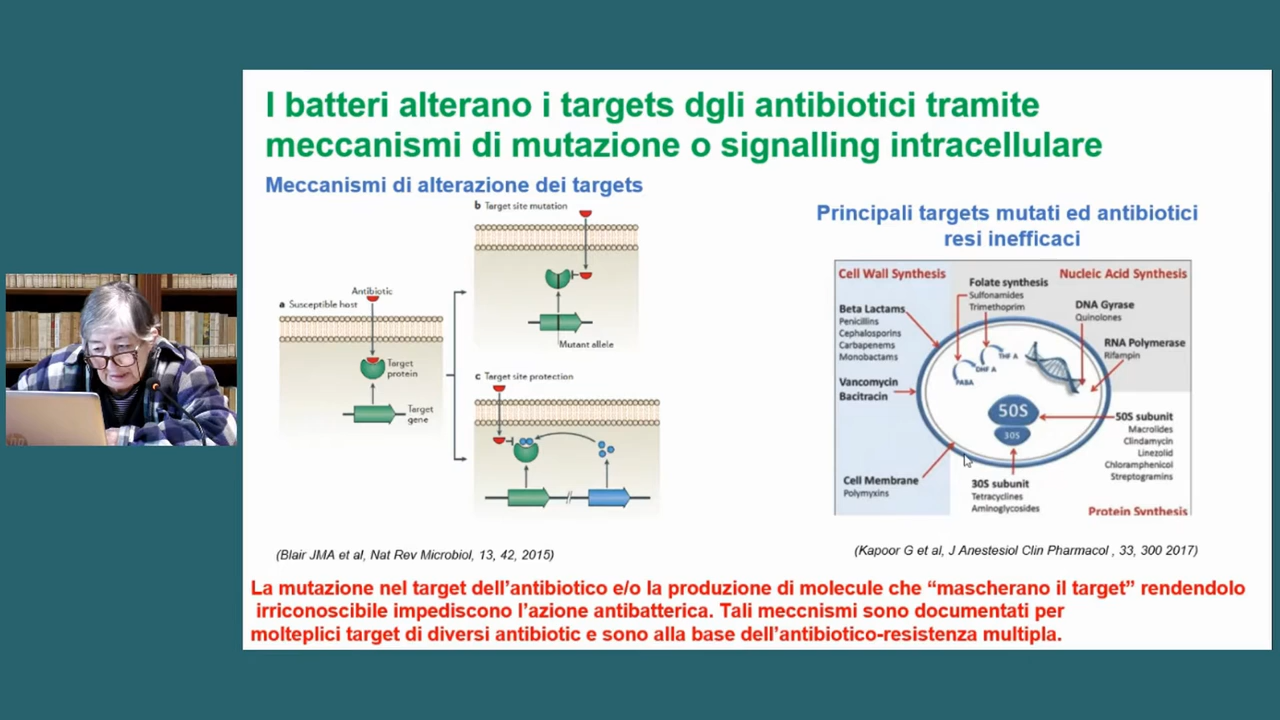 I batteri alterano i targets dgli antibiotici tramite
meccanismi di mutazione o signalling intracellulare
Meccanismi di alterazione dei targets
b Target site mutation
Antibiotic
a Susceptible host
Target
protein
Target
gene
Mutant allele
c Target site protection
Principali targets mutati ed antibiotici
resi inefficaci
Cell Wall Synthesis
Nucleic Acid Synthesis
Folate synthesis
Sulfonamides
Trimethoprim
Beta Lactams
Penicillins
Cephalosporins
Carbapenems
Monobactams
DNA Gyrase
Quinolones
RNA Polymerase
Rifampin
THF A
DHF A
PABA
Vancomycin
Bacitracin
50S
30S
50S subunit
Macrolides
Clindamycin
Linezolid
Chloramphenicol
Streptogramins
Cell Membrane
Polymyxins
30S subunit
Tetracyclines
Aminoglycosides
Protein Synthesis
(Blair JMA et al, Nat Rev Microbiol, 13, 42, 2015)
(Kapoor G et al, J Anestesiol Clin Pharmacol , 33, 300 2017)
La mutazione nel target dell’antibiotico e/o la produzione di molecule che “mascherano il target” rendendolo
irriconoscibile impediscono l’azione antibatterica. Tali meccnismi sono documentati per
molteplici target di diversi antibiotic e sono alla base dell’antibiotico-resistenza multipla.